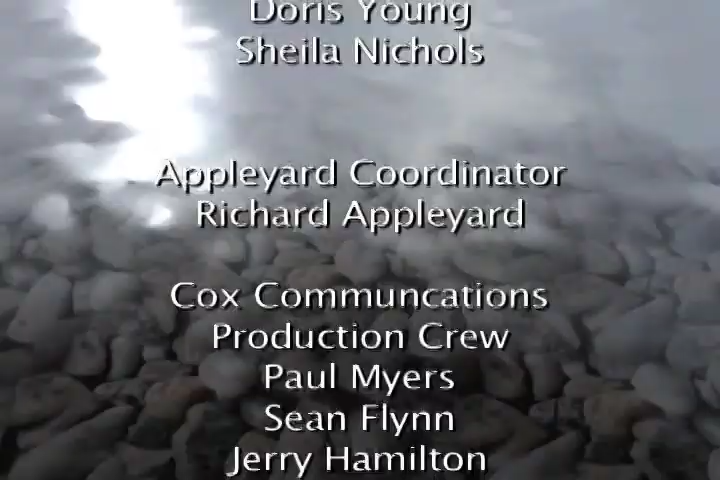 Doris Young
Sheila Nichols
Appleyard Coordinator
Richard Appleyard
Cox Communcations
Production Crew
Paul Myers
Sean Flynn
Jerry Hamilton